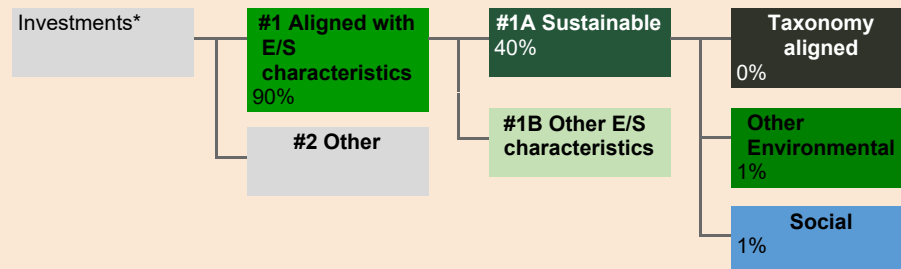 Investments*
#1 Aligned with
E/S
characteristics
90%
#2 Other
#1A Sustainable
40%
#1B Other E/S
characteristics
Taxonomy
aligned
0%
Other
Environmental
1%
Social
1%